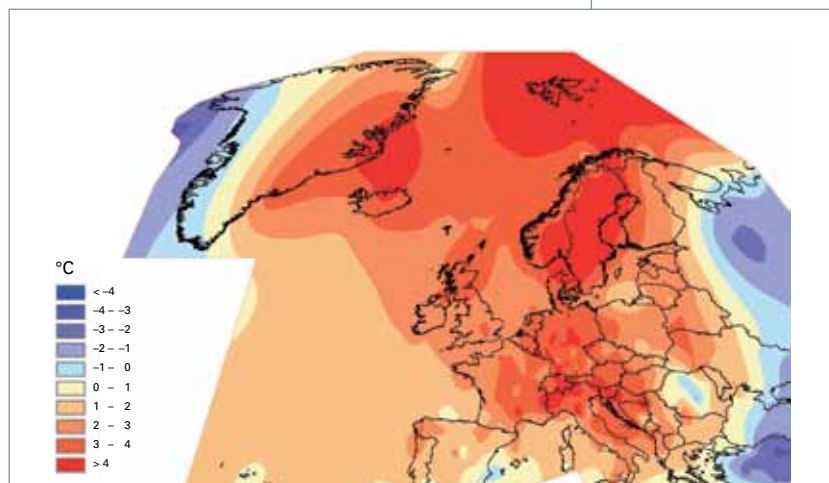 °C
< –4
–4 – –3
–3 – –2
–2 – –1
–1 – 0
0 – 1
1 – 2
2 – 3
3 – 4
> 4